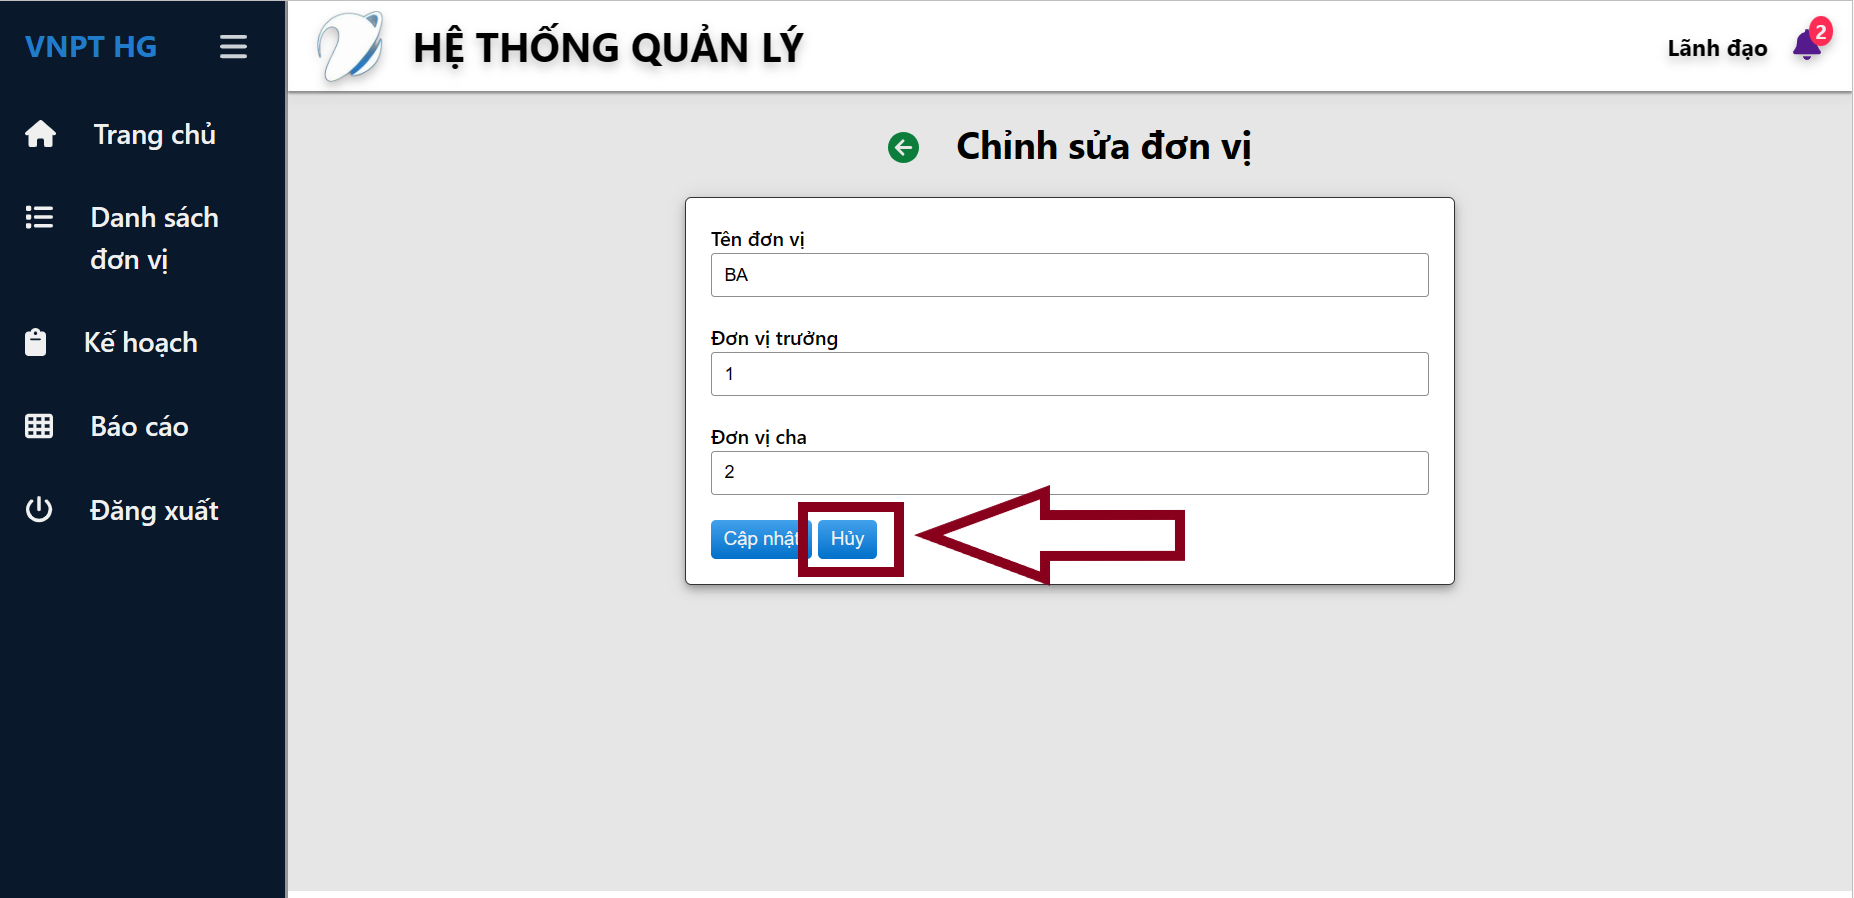 VNPT HG
HỆ THỐNG QUẢN LÝ
Lãnh đạo
2
Trang chủ
Danh sách
đơn vị
Kế hoạch
Báo cáo
Đăng xuất
Chỉnh sửa đơn vị
Tên đơn vị
BA
Đơn vị trưởng
1
Đơn vị cha
2
Cập nhật
Hủy